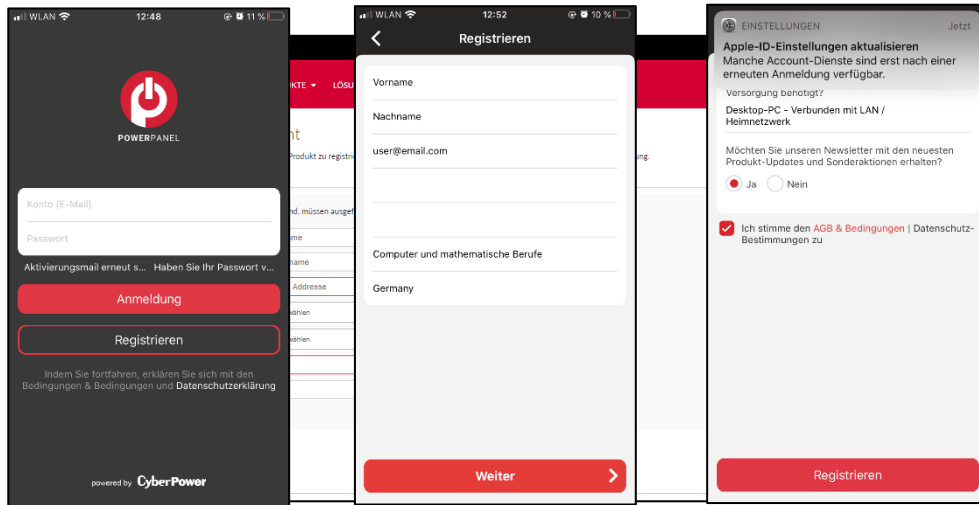 WLAN 12:48 11 %
POWERPANEL
Konto (E-Mail)
Passwort
Aktivierungsmail erneut s... Haben Sie Ihr Passwort v...
Anmeldung
Registrieren
Indem Sie fortfahren, erklären Sie sich mit den
Bedingungen & Bedingungen und Datenschutzerklärung
powered by CyberPower
KTE LÖSU
nt
Produkt zu registri
nd, müssen ausgef
me
name
Addresse
wählen
wählen
WLAN 12:52 10 %
Registrieren
Vorname
Nachname
user@email.com
Computer und mathematische Berufe
Germany
Weiter
ung.
EINSTELLUNGEN Jetzt
Apple-ID-Einstellungen aktualisieren
Manche Account-Dienste sind erst nach einer
erneuten Anmeldung verfügbar.
Versorgung benötigt?
Desktop-PC - Verbunden mit LAN /
Heimnetzwerk
Möchten Sie unseren Newsletter mit den neuesten
Produkt-Updates und Sonderaktionen erhalten?
Ja Nein
Ich stimme den AGB & Bedingungen | Datenschutz-
Bestimmungen zu
Registrieren